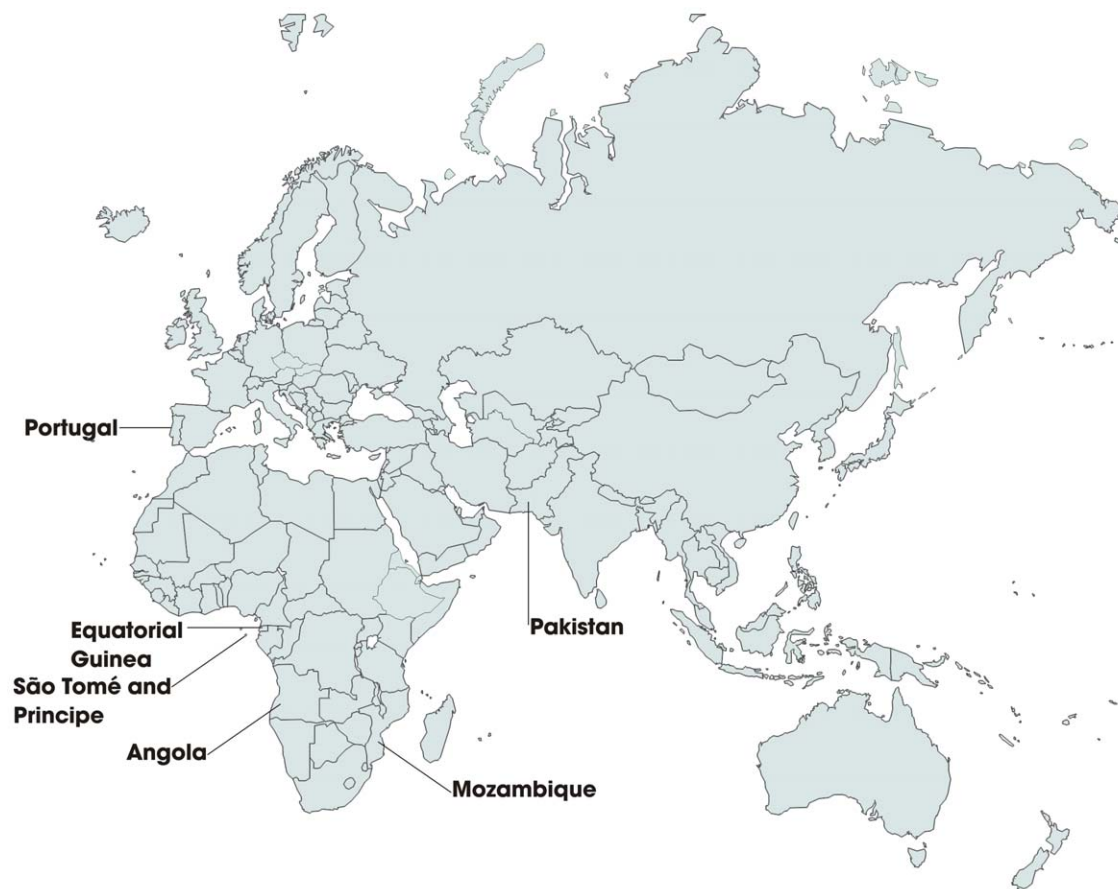 Portugal
Pakistan
Equatorial
Guinea
São Tomé and
Principe
Angola
Mozambique